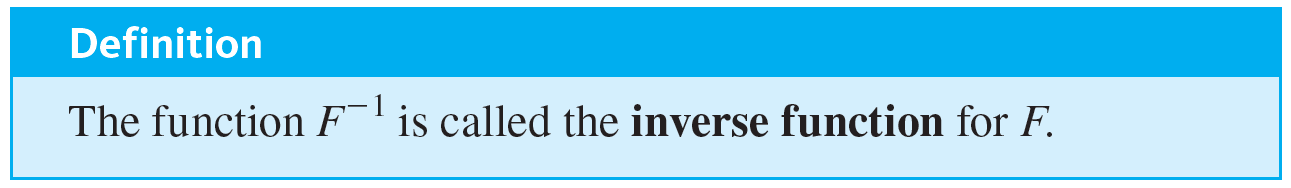 Definition
The function F⁻¹ is called the inverse function for F.